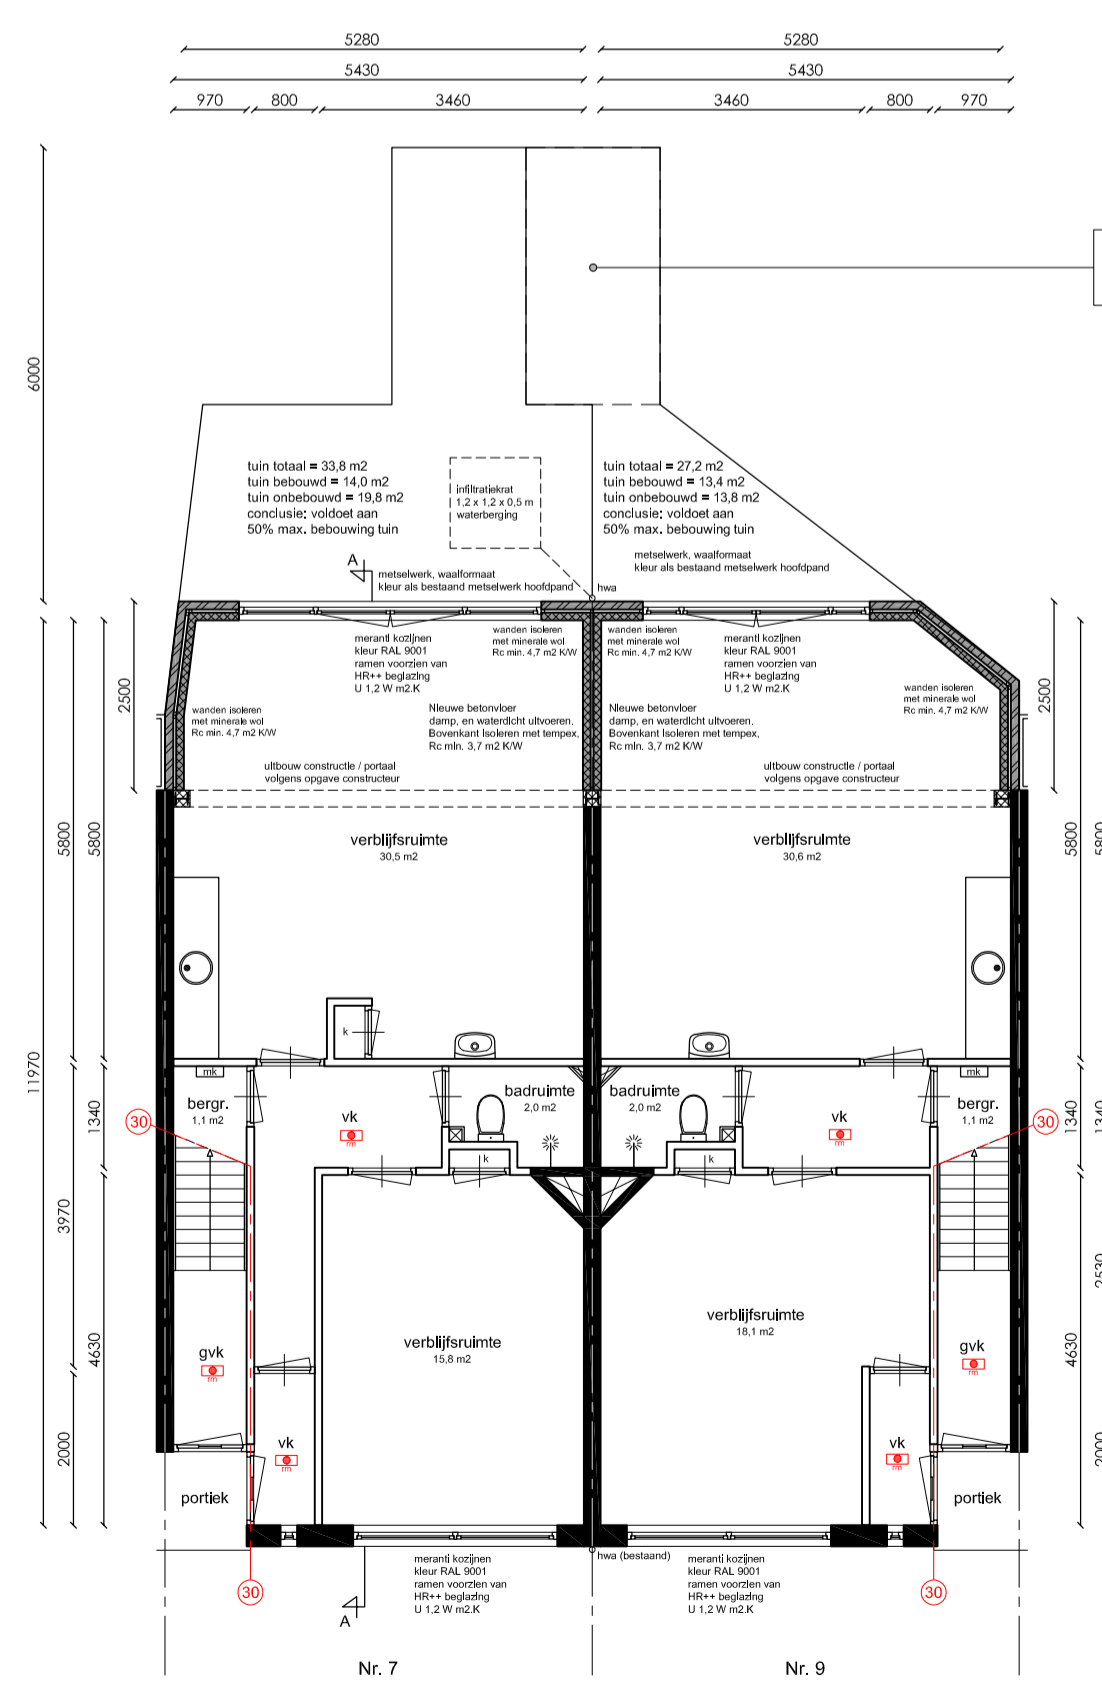 5280 5280
5430 5430
970 800 3460 3460 800 970
6000
tuin totaal = 33,8 m2
tuin bebouwd = 14,0 m2
tuin onbebouwd = 19,8 m2
conclusie: voldoet aan
50% max. bebouwing tuin
infiltratiekrat
1,2 x 1,2 x 0,5 m
waterberging
tuin totaal = 27,2 m2
tuin bebouwd = 13,4 m2
tuin onbebouwd = 13,8 m2
conclusie: voldoet aan
50% max. bebouwing tuin
A
metselwerk, waalformaat
kleur als bestaand metselwerk hoofdpand
metselwerk, waalformaat
kleur als bestaand metselwerk hoofdpand
hwa
2500
meranti kozijnen
kleur RAL 9001
ramen voorzien van
HR++ beglazing
U 1,2 W m2.K
wanden isoleren
met minerale wol
Rc min. 4,7 m2 K/W
wanden isoleren
met minerale wol
Rc min. 4,7 m2 K/W
meranti kozijnen
kleur RAL 9001
ramen voorzien van
HR++ beglazing
U 1,2 W m2.K
2500
wanden isoleren
met minerale wol
Rc min. 4,7 m2 K/W
Nieuwe betonvloer
damp, en waterdicht uitvoeren.
Bovenkant isoleren met tempex,
Rc min. 3,7 m2 K/W
Nieuwe betonvloer
damp, en waterdicht uitvoeren.
Bovenkant isoleren met tempex,
Rc min. 3,7 m2 K/W
wanden isoleren
met minerale wol
Rc min. 4,7 m2 K/W
uitbouw constructie / portaal
volgens opgave constructeur
uitbouw constructie / portaal
volgens opgave constructeur
5800 5800
verblijfsruimte
30,5 m2
verblijfsruimte
30,6 m2
5800 5800
k
11970
mk
bergr.
1,1 m2
vk
rm
badruimte
2,0 m2
badruimte
2,0 m2
vk
rm
mk
bergr.
1,1 m2
30
30
1340
1340 1340
k
k
3970
4630
2000
gvk
rm
verblijfsruimte
15,8 m2
verblijfsruimte
18,1 m2
gvk
rm
2530
4630
2000
vk
rm
vk
rm
portiek
portiek
30
30
hwa (bestaand)
meranti kozijnen
kleur RAL 9001
ramen voorzien van
HR++ beglazing
U 1,2 W m2.K
meranti kozijnen
kleur RAL 9001
ramen voorzien van
HR++ beglazing
U 1,2 W m2.K
A
Nr. 7
Nr. 9